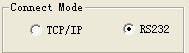 Connect Mode
TCP/IP RS232